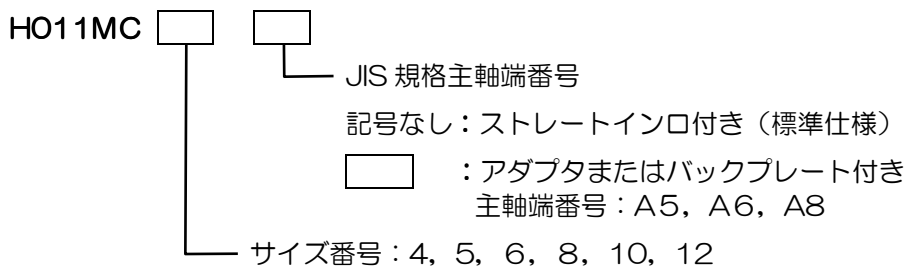 HO11MC
JIS 規格主軸端番号
記号なし：ストレートインロ付き（標準仕様）
：アダプタまたはバックプレート付き
主軸端番号：A5，A6，A8
サイズ番号：4，5，6，8，10，12